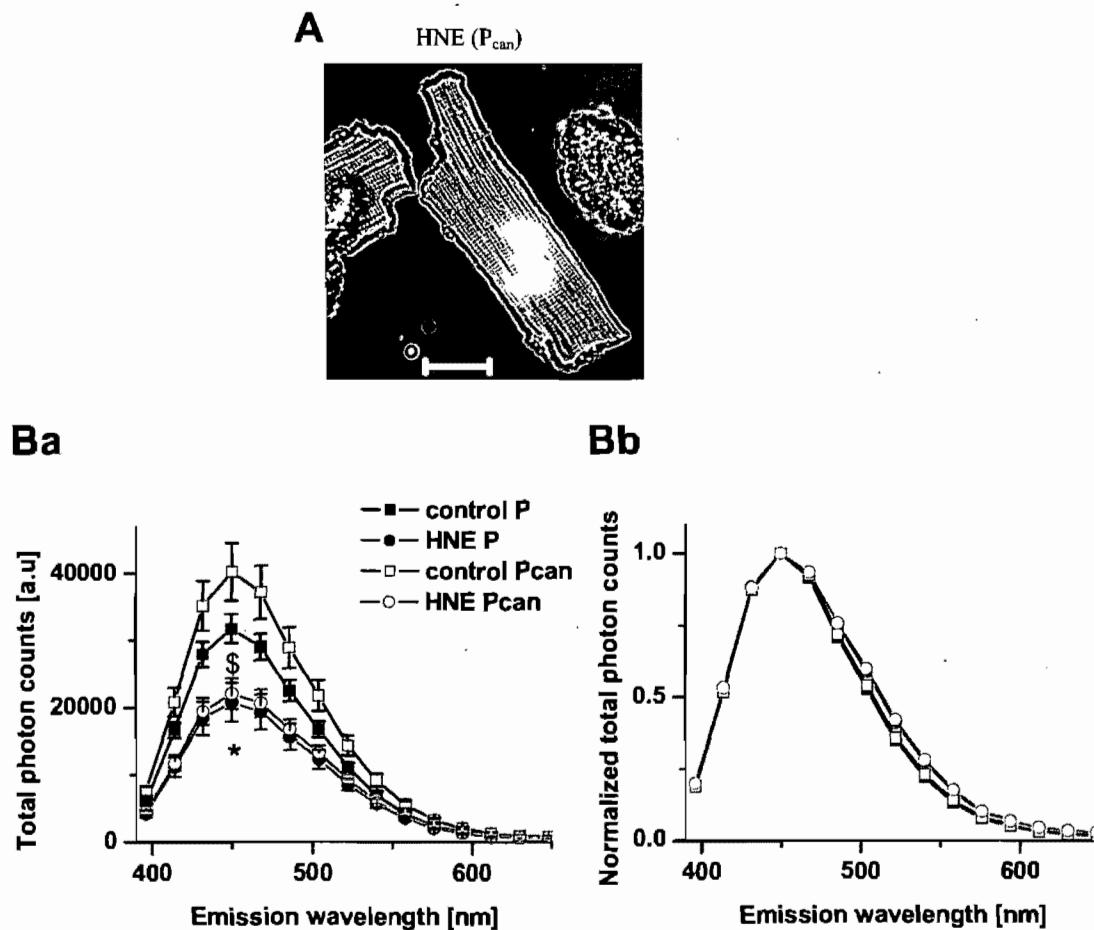 A
HNE (Pcan)
Ba
control P
HNE P
control Pcan
HNE Pcan
Total photon counts [a.u]
40000
20000
0
$
*
400
500
600
Emission wavelength [nm]
Bb
Normalized total photon counts
1.0
0.5
0.0
400
500
600
Emission wavelength [nm]